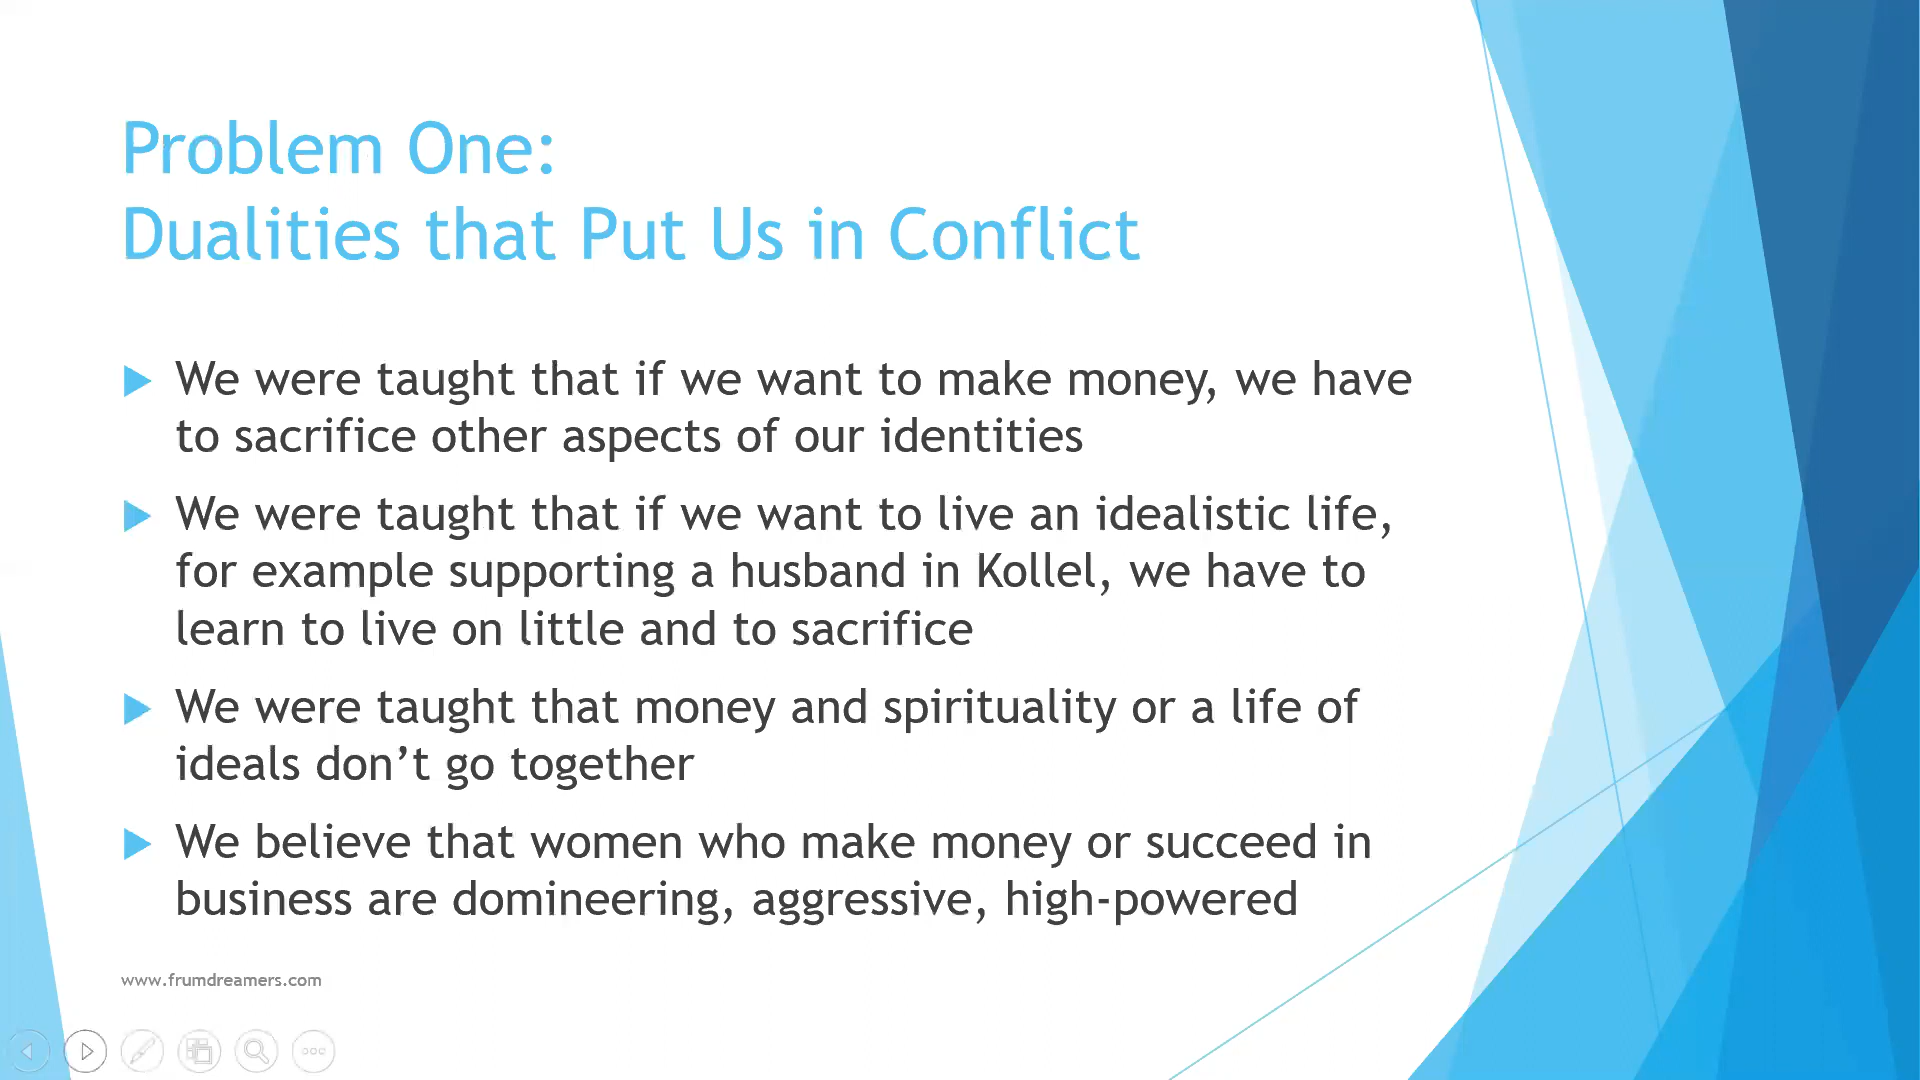 Problem One:
Dualities that Put Us in Conflict
We were taught that if we want to make money, we have
to sacrifice other aspects of our identities
We were taught that if we want to live an idealistic life,
for example supporting a husband in Kollel, we have to
learn to live on little and to sacrifice
We were taught that money and spirituality or a life of
ideals don’t go together
We believe that women who make money or succeed in
business are domineering, aggressive, high-powered
www.frumdreamers.com